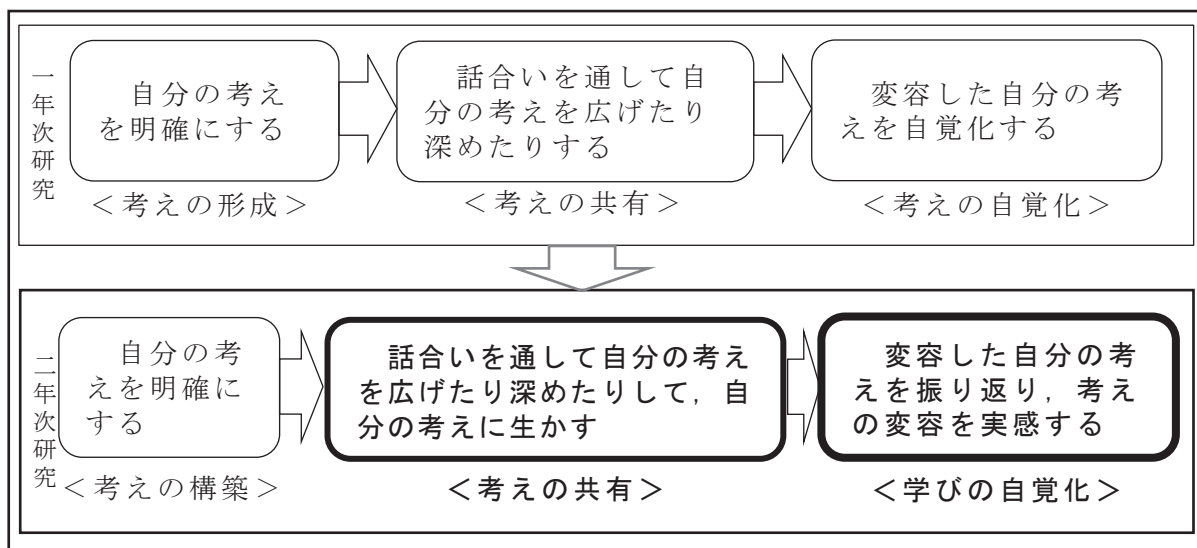 一年次研究
自分の考え
を明確にする
＜考えの形成＞
話合いを通して自
分の考えを広げたり
深めたりする
＜考えの共有＞
変容した自分の考
えを自覚化する
＜考えの自覚化＞
二年次研究
自分の考
えを明確に
する
＜考えの構築＞
話合いを通して自分の考え
を広げたり深めたりして，自
分の考えに生かす
＜考えの共有＞
変容した自分の考
えを振り返り，考え
の変容を実感する
＜学びの自覚化＞